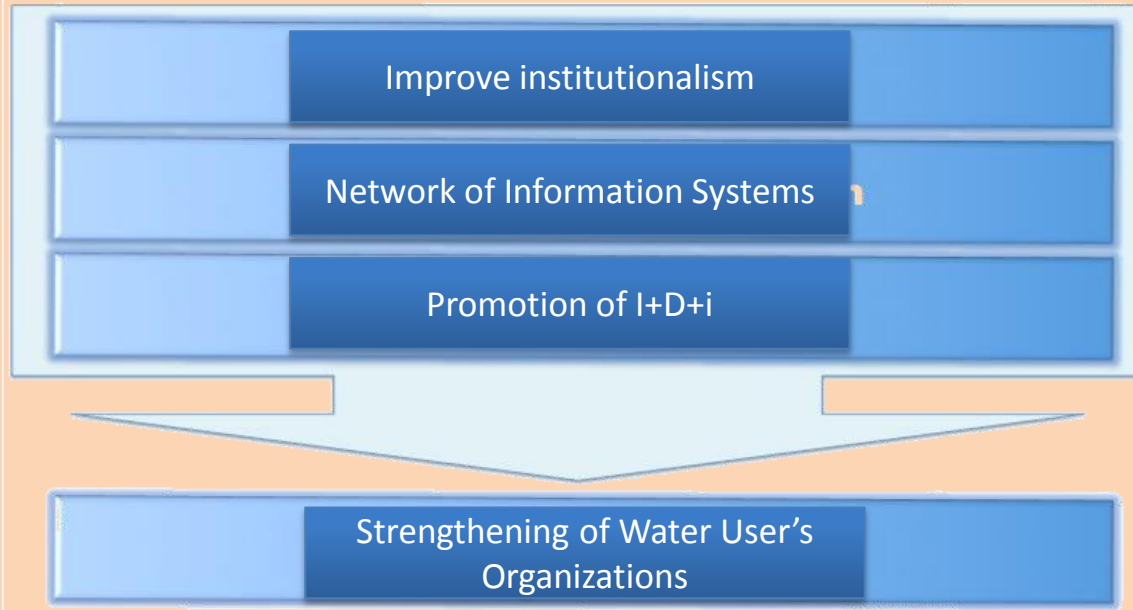 Improve institutionalism
Network of Information Systems
Promotion of I+D+i
Strengthening of Water User’s
Organizations